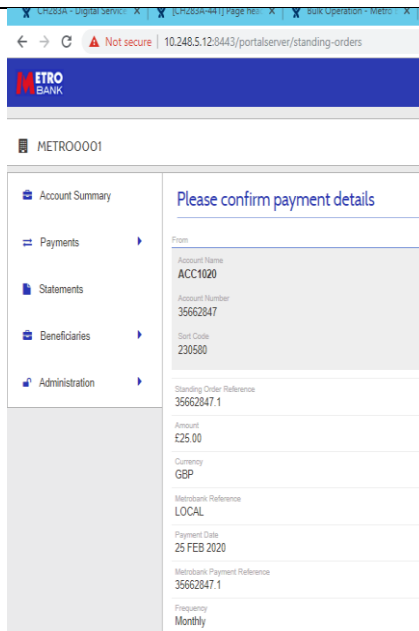 CH283A - Digital Service
[CH283A-441] Page hea
Bulk Operation - Metro
Not secure | 10.248.5.12:8443/portalserver/standing-orders
METRO
BANK
METRO0001
Account Summary
Payments
Statements
Beneficiaries
Administration
Please confirm payment details
From
Account Name
ACC1020
Account Number
35662847
Sort Code
230580
Standing Order Reference
35662847.1
Amount
£25.00
Currency
GBP
Metrobank Reference
LOCAL
Payment Date
25 FEB 2020
Metrobank Payment Reference
35662847.1
Frequency
Monthly